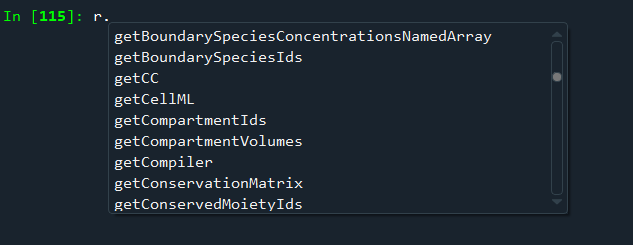 In [115]: r.
getBoundarySpeciesConcentrationsNamedArray
getBoundarySpeciesIds
getCC
getCellML
getCompartmentIds
getCompartmentVolumes
getCompiler
getConservationMatrix
getConservedMoietyIds